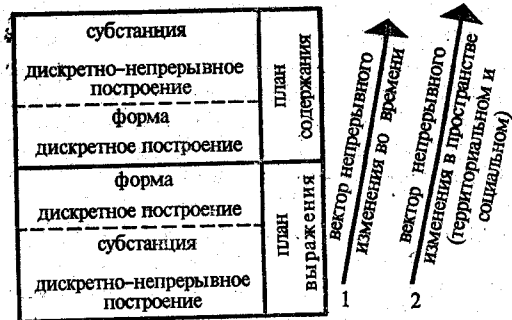 субстанция
дискретно-непрерывное
построение
форма
дискретное построение
план
содержания
форма
дискретное построение
субстанция
дискретно-непрерывное
построение
план
выражения
вектор непрерывного
изменения во времени
1
вектор непрерывного
изменения в пространстве
(территориальном и
социальном)
2